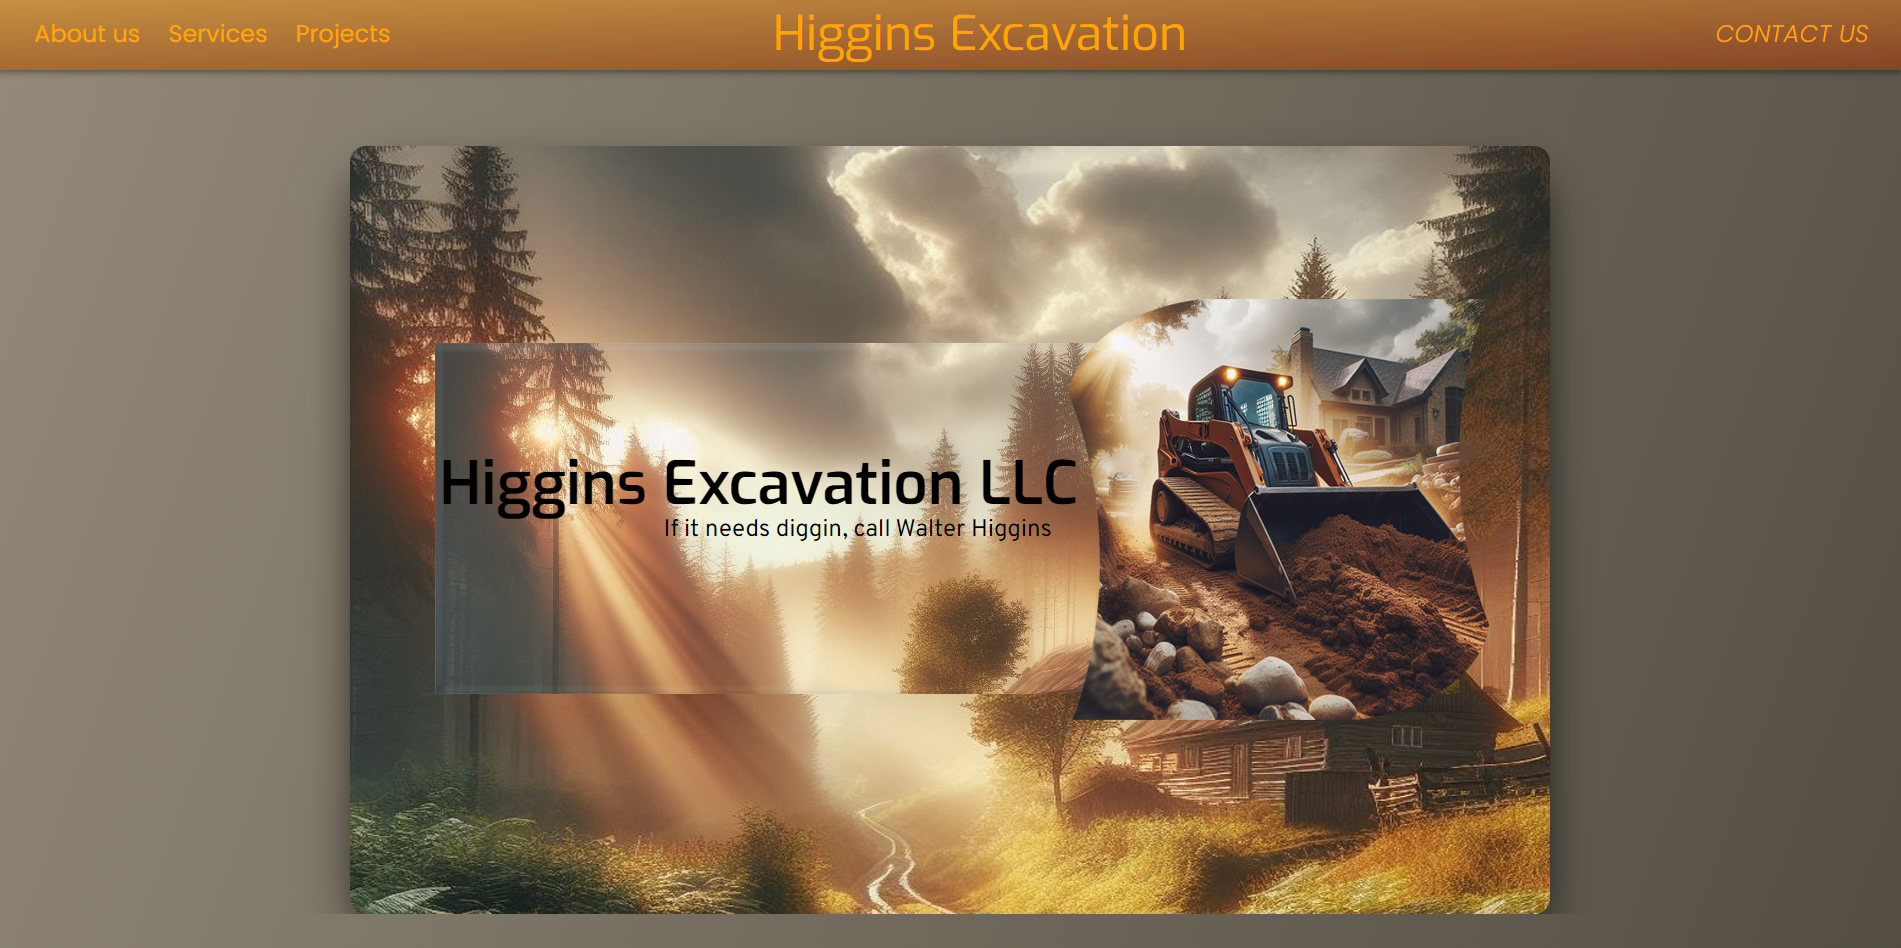 About us Services Projects Higgins Excavation CONTACT US
Higgins Excavation LLC
If it needs diggin, call Walter Higgins